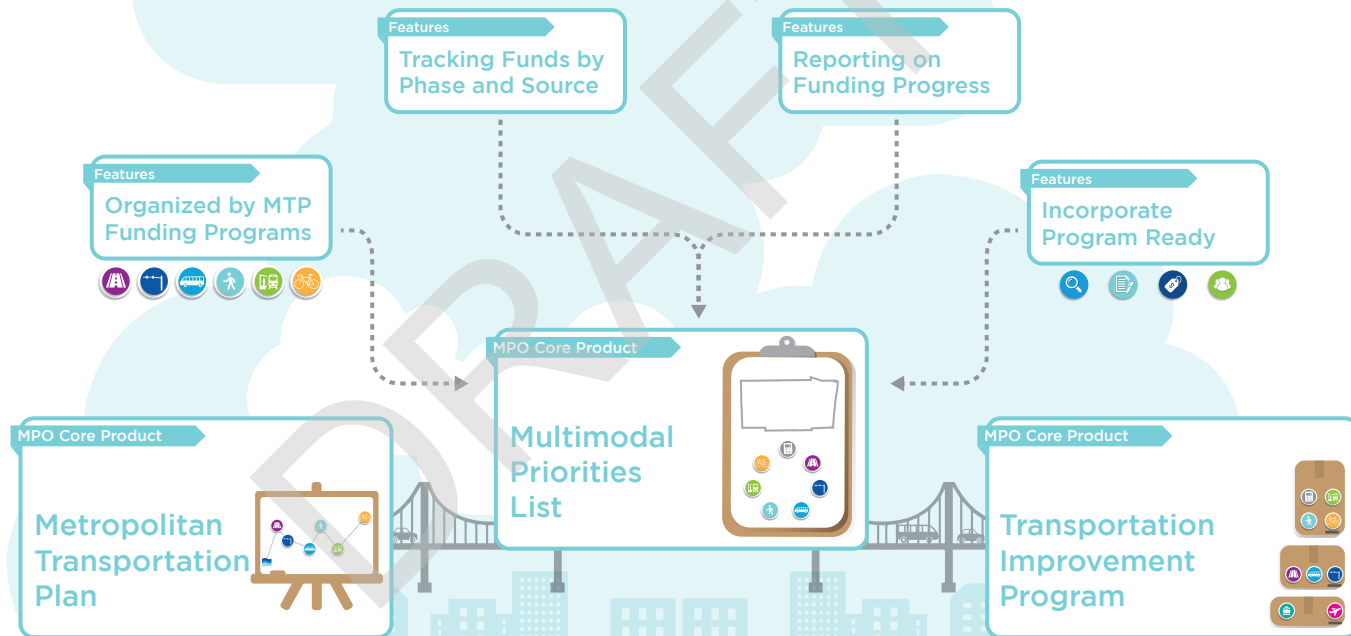 Features
Tracking Funds by
Phase and Source
Features
Reporting on
Funding Progress
Features
Organized by MTP
Funding Programs
Features
Incorporate
Program Ready
MPO Core Product
Multimodal
Priorities
List
MPO Core Product
Metropolitan
Transportation
Plan
MPO Core Product
Transportation
Improvement
Program
DRAFT